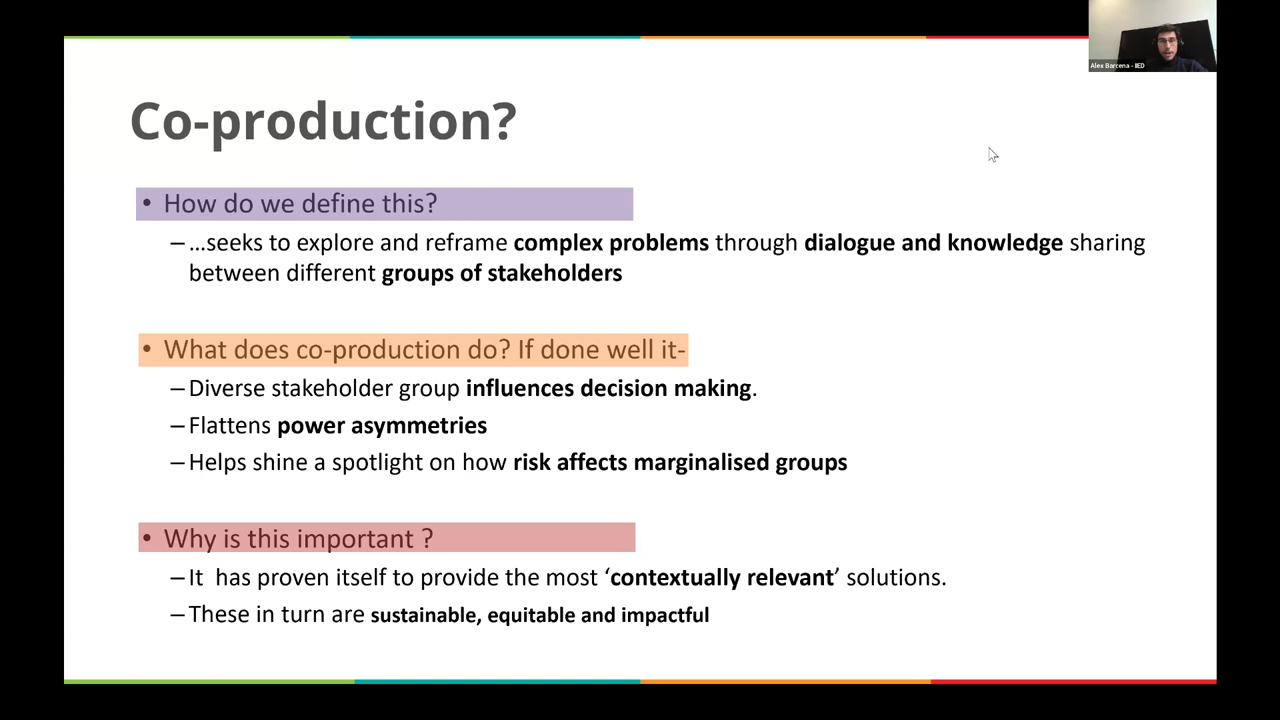 Alex Barcena - IIED
Co-production?
• How do we define this?
– …seeks to explore and reframe complex problems through dialogue and knowledge sharing
between different groups of stakeholders
• What does co-production do? If done well it-
– Diverse stakeholder group influences decision making.
– Flattens power asymmetries
– Helps shine a spotlight on how risk affects marginalised groups
• Why is this important ?
– It  has proven itself to provide the most ‘contextually relevant’ solutions.
– These in turn are sustainable, equitable and impactful